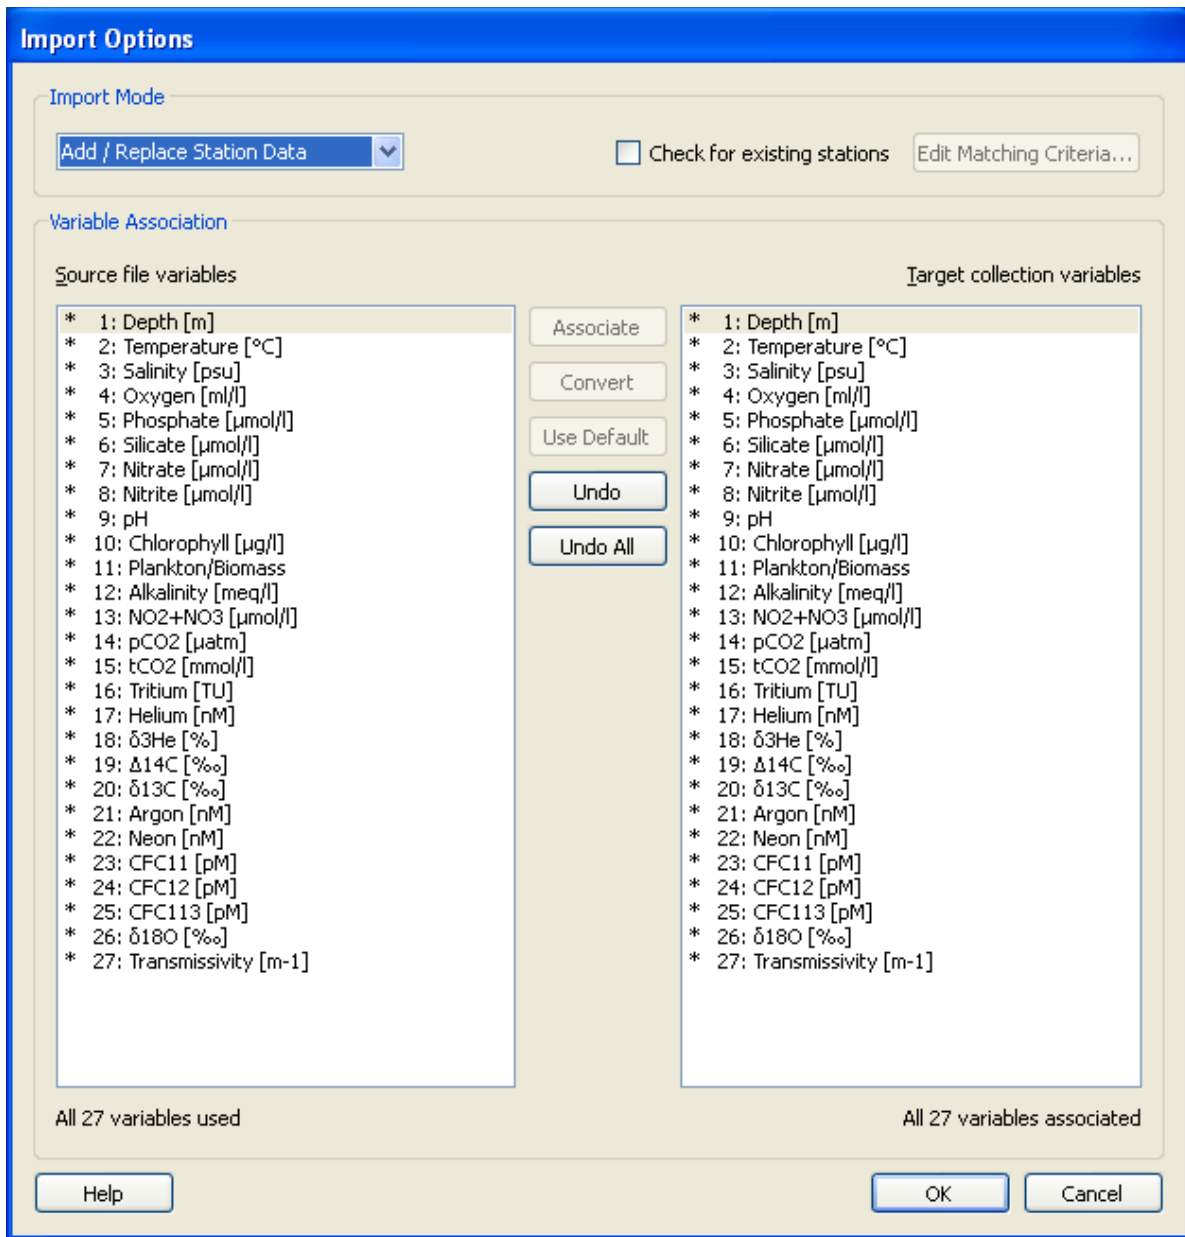 Import Options
Import Mode
Add / Replace Station Data
Check for existing stations
Edit Matching Criteria...
Variable Association
Source file variables
Target collection variables
* 1: Depth [m]
* 2: Temperature [°C]
* 3: Salinity [psu]
* 4: Oxygen [ml/l]
* 5: Phosphate [µmol/l]
* 6: Silicate [µmol/l]
* 7: Nitrate [µmol/l]
* 8: Nitrite [µmol/l]
* 9: pH
* 10: Chlorophyll [µg/l]
* 11: Plankton/Biomass
* 12: Alkalinity [meq/l]
* 13: NO2+NO3 [µmol/l]
* 14: pCO2 [µatm]
* 15: tCO2 [mmol/l]
* 16: Tritium [TU]
* 17: Helium [nM]
* 18: δ3He [%]
* 19: Δ14C [‰]
* 20: δ13C [‰]
* 21: Argon [nM]
* 22: Neon [nM]
* 23: CFC11 [pM]
* 24: CFC12 [pM]
* 25: CFC113 [pM]
* 26: δ18O [‰]
* 27: Transmissivity [m-1]
Associate
Convert
Use Default
Undo
Undo All
* 1: Depth [m]
* 2: Temperature [°C]
* 3: Salinity [psu]
* 4: Oxygen [ml/l]
* 5: Phosphate [µmol/l]
* 6: Silicate [µmol/l]
* 7: Nitrate [µmol/l]
* 8: Nitrite [µmol/l]
* 9: pH
* 10: Chlorophyll [µg/l]
* 11: Plankton/Biomass
* 12: Alkalinity [meq/l]
* 13: NO2+NO3 [µmol/l]
* 14: pCO2 [µatm]
* 15: tCO2 [mmol/l]
* 16: Tritium [TU]
* 17: Helium [nM]
* 18: δ3He [%]
* 19: Δ14C [‰]
* 20: δ13C [‰]
* 21: Argon [nM]
* 22: Neon [nM]
* 23: CFC11 [pM]
* 24: CFC12 [pM]
* 25: CFC113 [pM]
* 26: δ18O [‰]
* 27: Transmissivity [m-1]
All 27 variables used
All 27 variables associated
Help
OK
Cancel